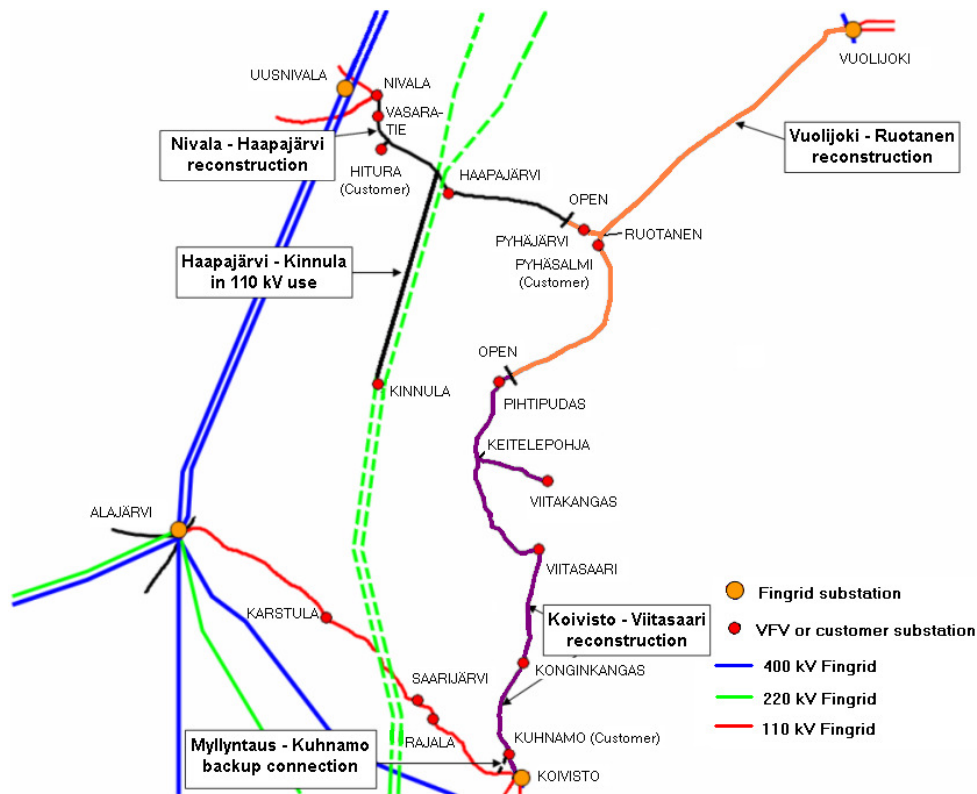 VUOLIJOKI
UUSNIVALA
NIVALA
VASARA-
TIE
Nivala - Haapajärvi
reconstruction
Vuolijoki - Ruotanen
reconstruction
HITURA
(Customer)
HAAPAJÄRVI
OPEN
PYHÄJÄRVI
RUOTANEN
PYHÄSALMI
(Customer)
Haapajärvi - Kinnula
in 110 kV use
OPEN
KINNULA
PIHTIPUDAS
KEITELEPOHJA
VIITAKANGAS
ALAJÄRVI
VIITASAARI
KARSTULA
Koivisto - Viitasaari
reconstruction
KONGINKANGAS
SAARIJÄRVI
RAJALA
KUHNAMO (Customer)
Myllyntaus - Kuhnamo
backup connection
KOIVISTO
Fingrid substation
VFV or customer substation
400 kV Fingrid
220 kV Fingrid
110 kV Fingrid